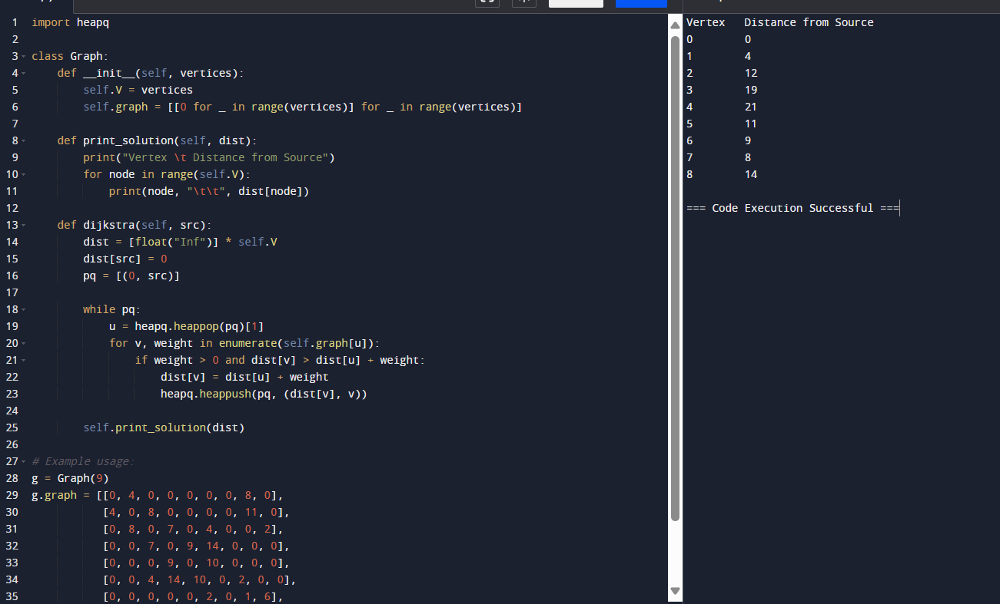 1 import heapq
2
3 class Graph:
4     def __init__(self, vertices):
5         self.V = vertices
6         self.graph = [[0 for _ in range(vertices)] for _ in range(vertices)]
7
8     def print_solution(self, dist):
9         print("Vertex \t Distance from Source")
10         for node in range(self.V):
11             print(node, "\t\t", dist[node])
12
13     def dijkstra(self, src):
14         dist = [float("Inf")] * self.V
15         dist[src] = 0
16         pq = [(0, src)]
17
18         while pq:
19             u = heapq.heappop(pq)[1]
20             for v, weight in enumerate(self.graph[u]):
21                 if weight > 0 and dist[v] > dist[u] + weight:
22                     dist[v] = dist[u] + weight
23                     heapq.heappush(pq, (dist[v], v))
24
25         self.print_solution(dist)
26
27 # Example usage:
28 g = Graph(9)
29 g.graph = [[0, 4, 0, 0, 0, 0, 0, 8, 0],
30            [4, 0, 8, 0, 0, 0, 0, 11, 0],
31            [0, 8, 0, 7, 0, 4, 0, 0, 2],
32            [0, 0, 7, 0, 9, 14, 0, 0, 0],
33            [0, 0, 0, 9, 0, 10, 0, 0, 0],
34            [0, 0, 4, 14, 10, 0, 2, 0, 0],
35            [0, 0, 0, 0, 0, 2, 0, 1, 6],
Vertex   Distance from Source
0        0
1        4
2        12
3        19
4        21
5        11
6        9
7        8
8        14
=== Code Execution Successful ===